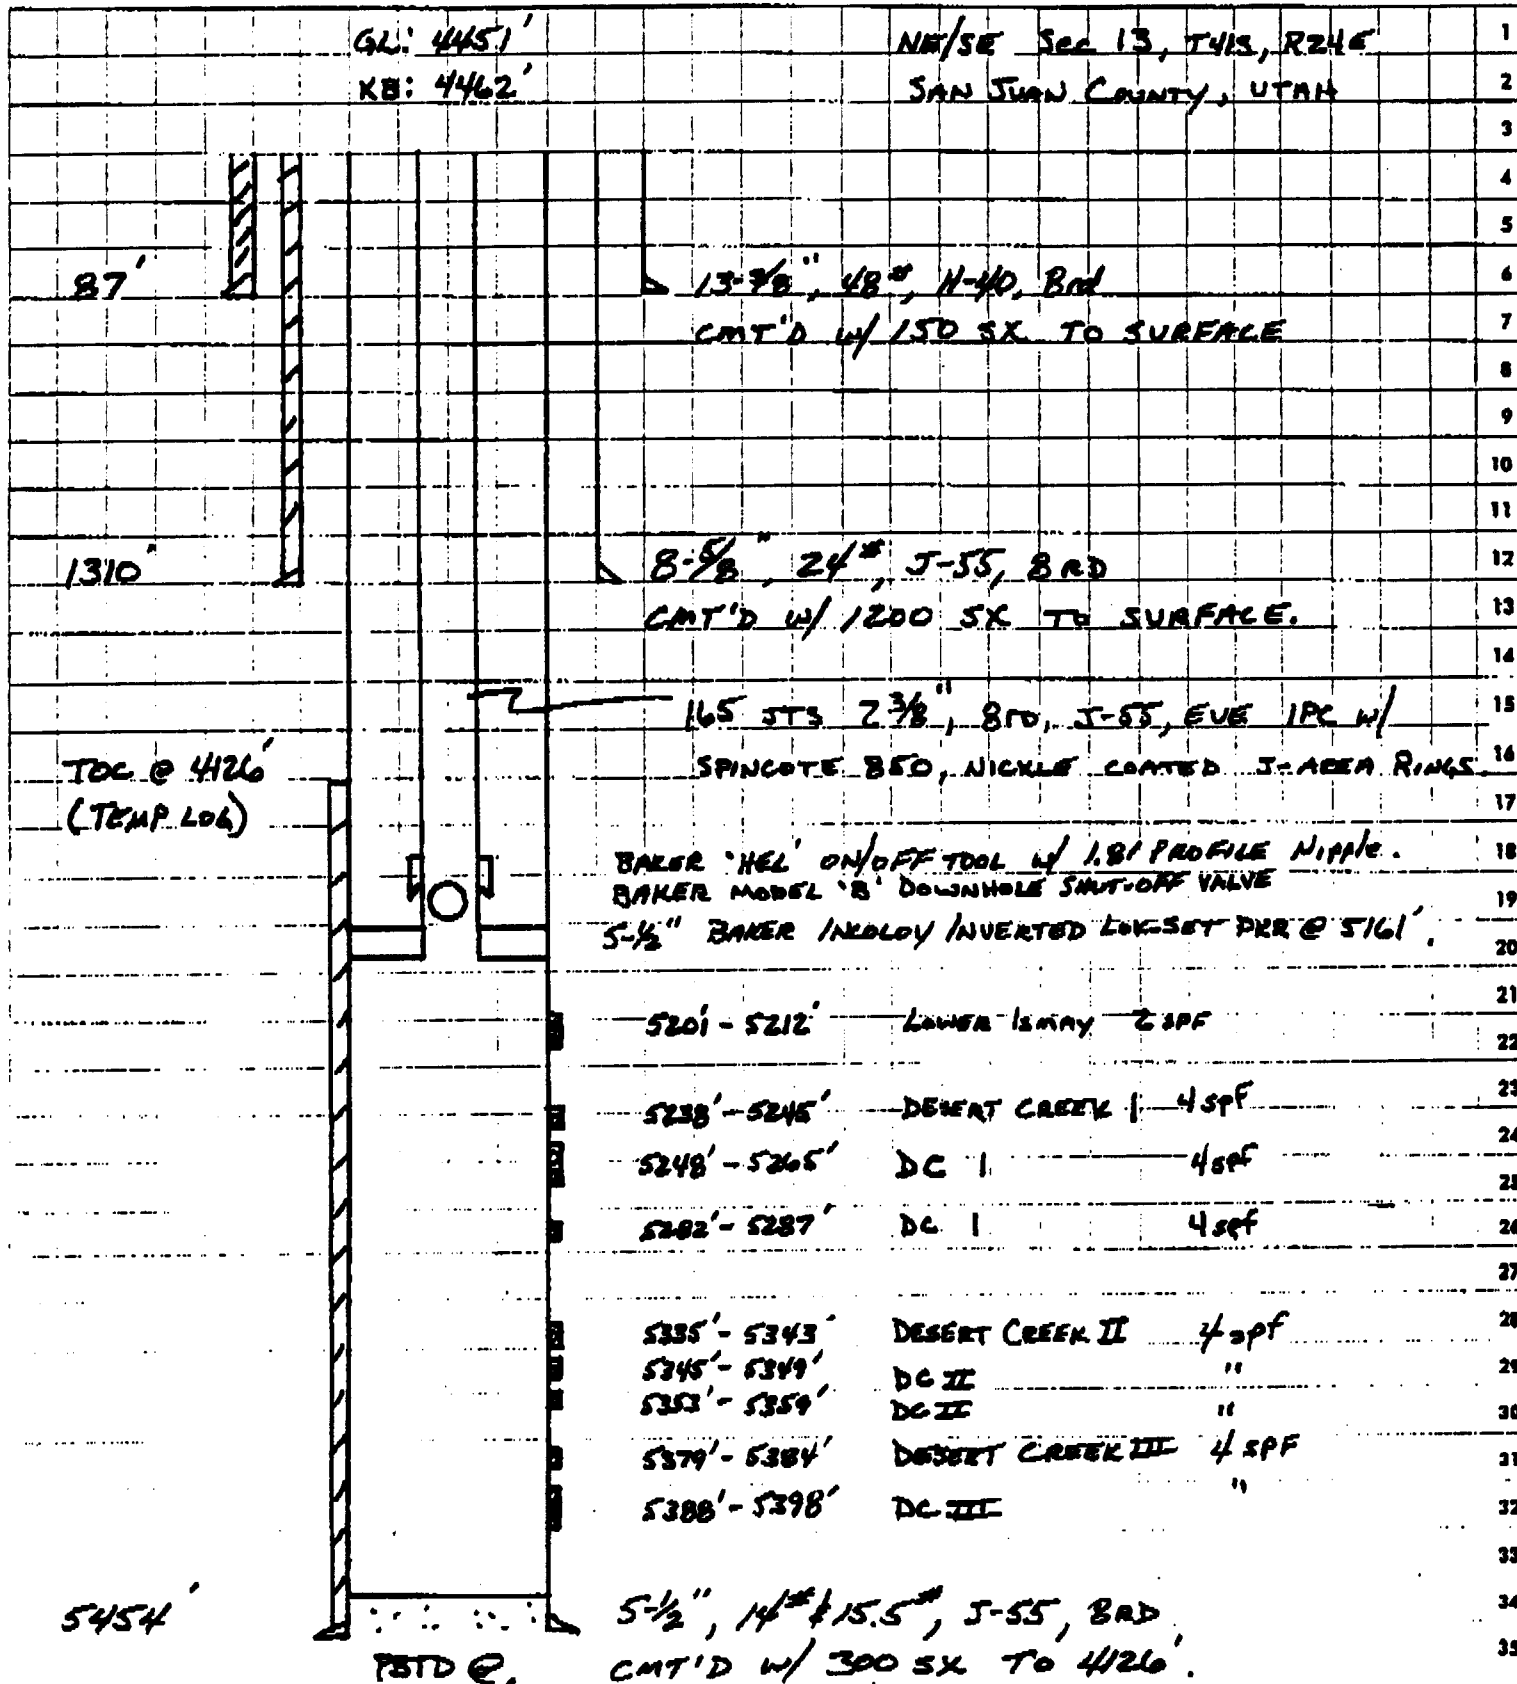 GL: 4451'
NE/SE Sec 13, T41S, R24E
1
KB: 4462'
SAN JUAN COUNTY, UTAH
2
3
4
5
87'
13-3/8", 48#, H-40, 8rd
6
CMT'D w/ 150 SX TO SURFACE
7
8
9
10
11
1310'
8-5/8", 24#, J-55, 8RD
12
CMT'D w/ 1200 SX TO SURFACE.
13
14
165 JTS 2 3/8", 8rd, J-55, EUE IPC w/
15
TOC @ 4126'
SPINCOTE 850, NICKLE COATED J-AREA RINGS.
16
(TEMP LOG)
17
BAKER 'HEL' ON/OFF TOOL w/ 1.81 PROFILE NIPPLE.
18
BAKER MODEL 'B' DOWNHOLE SHUT-OFF VALVE
19
5-1/2" BAKER INCOLOY INVERTED LOK-SET PKR @ 5161'.
20
21
5201'-5212' LOWER ISMAY 2 SPF
22
5238'-5245' DESERT CREEK I 4 spf
23
24
5248'-5265' DC I 4 spf
25
5282'-5287' DC I 4 spf
26
27
5335'-5343' DESERT CREEK II 4 spf
28
5345'-5349' DC II "
29
5353'-5359' DC II "
30
5379'-5384' DESERT CREEK III 4 SPF
31
5388'-5398' DC III "
32
33
5454'
5-1/2", 14# & 15.5#, J-55, 8RD
34
PBTD @
CMT'D w/ 300 SX TO 4126'.
35